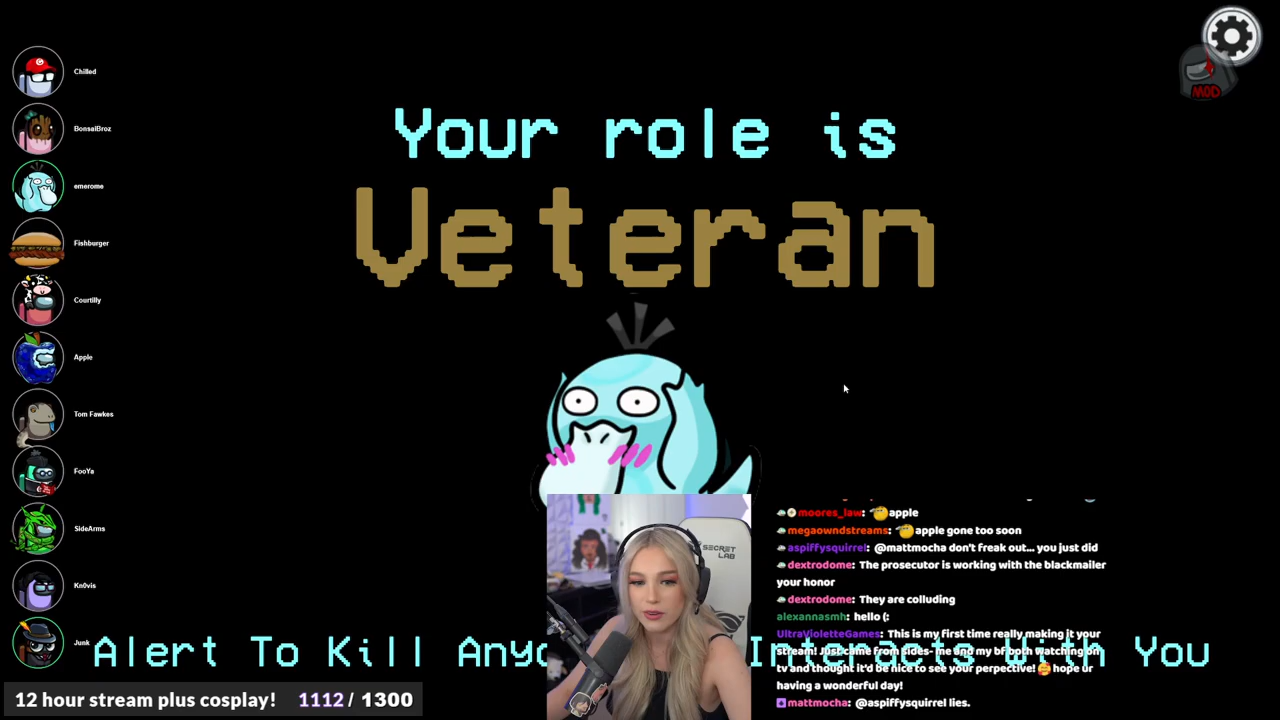 MOD
Your role is
Veteran
Chilled
BonsaiBroz
emerome
Fishburger
Courtilly
Apple
Tom Fawkes
FooYa
SideArms
Kn0vis
Junk
Alert To Kill Interacts With You
SECRET
LAB
moores_law: apple
megaowndstreams: apple gone too soon
aspiffysquirrel: @mattmocha don't freak out... you just did
dextrodome: The prosecutor is working with the blackmailer
your honor
dextrodome: They are colluding
alexannasmh: hello (:
UltraVioletteGames: This is my first time really making it your
stream! Just came from sides- me and my bf both watching on
tv and thought it'd be nice to see your perpective! hope ur
having a wonderful day!
mattmocha: @aspiffysquirrel lies.
12 hour stream plus cosplay! 1112 / 1300